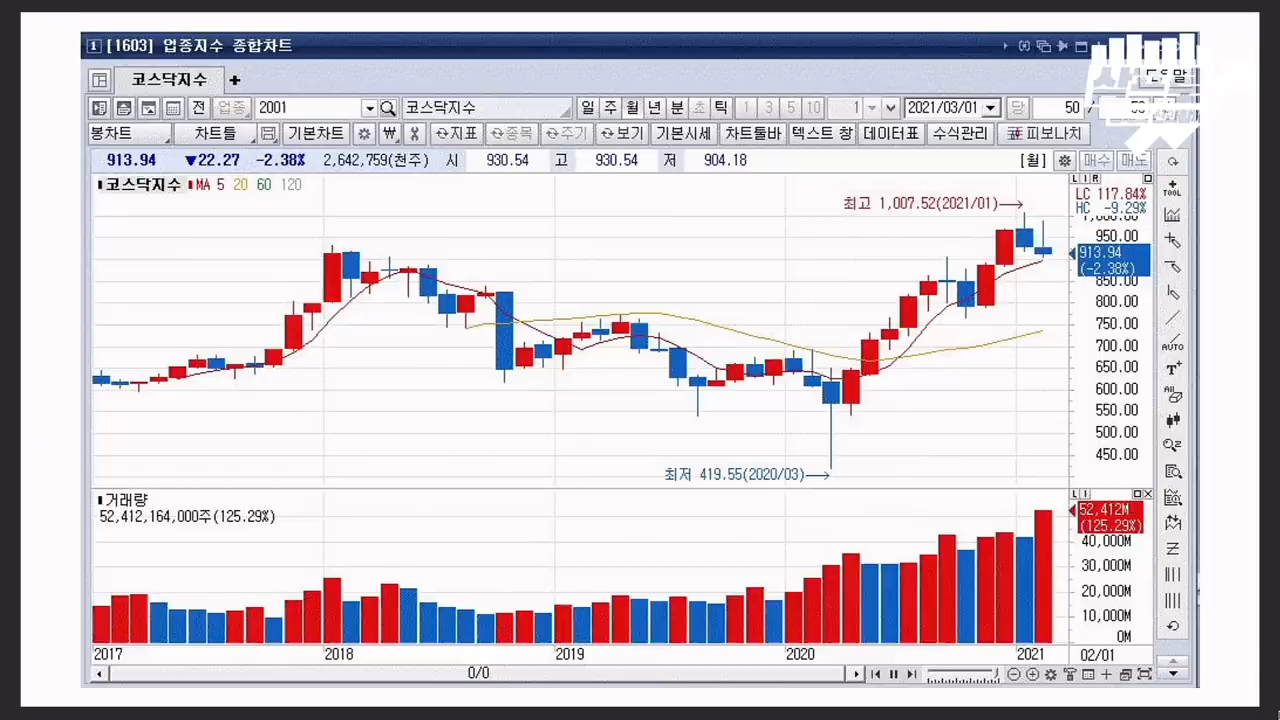 1 [1603] 업종지수 종합차트
코스닥지수 +
전 업종 2001 코스닥지수 일 주 월 년 분 초 틱 1 3 5 10 2021/03/01 당 50
봉차트 차트틀 기본차트 ₩ 지표 종목 주기 보기 기본시세 차트툴바 텍스트 창 데이터표 수식관리 피보나치
913.94 ▼22.27 -2.38% 2,642,759(천주) 시 930.54 고 930.54 저 904.18 [월] 매수 매도
코스닥지수 MA 5 20 60 120
L I R
LC 117.84%
HC -9.29%
최고 1,007.52(2021/01)
1,000.00
950.00
913.94
(-2.38%)
850.00
800.00
750.00
700.00
650.00
600.00
550.00
500.00
450.00
최저 419.55(2020/03)
TOOL
AUTO
T+
All
거래량
52,412,164,000주(125.29%)
L I
52,412M
(125.29%)
40,000M
30,000M
20,000M
10,000M
0M
2017 2018 2019 2020 2021 02/01
0/0